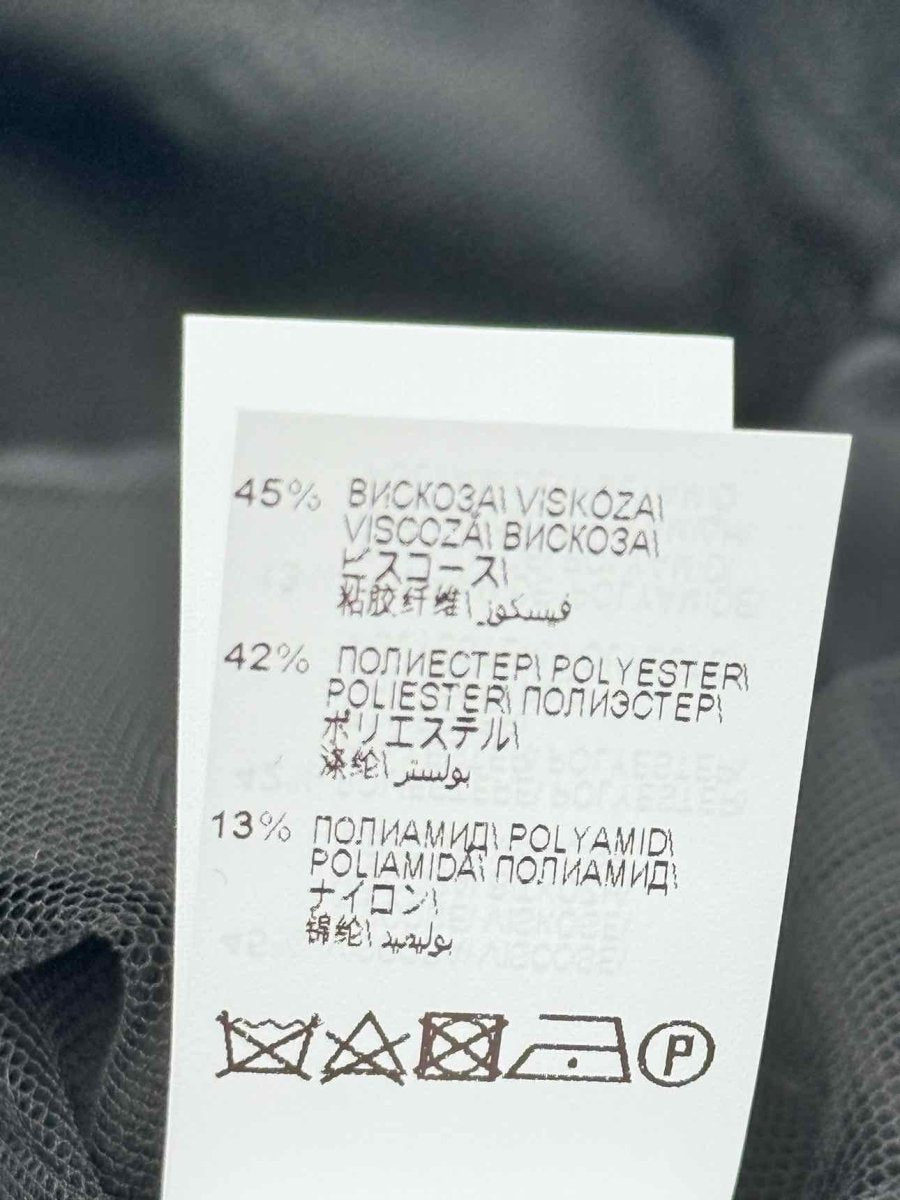 45% ВИСКОЗА\ VISKÓZA\
VISCOZĂ\ ВИСКОЗА\
ビスコース\
粘胶纤维\ فيسكوز
42% ПОЛИЕСТЕР\ POLYESTER\
POLIESTER\ ПОЛИЭСТЕР\
ポリエステル\
涤纶\ بوليستر
13% ПОЛИАМИД\ POLYAMID\
POLIAMIDĂ\ ПОЛИАМИД\
ナイロン\
锦纶\ بوليميد
P